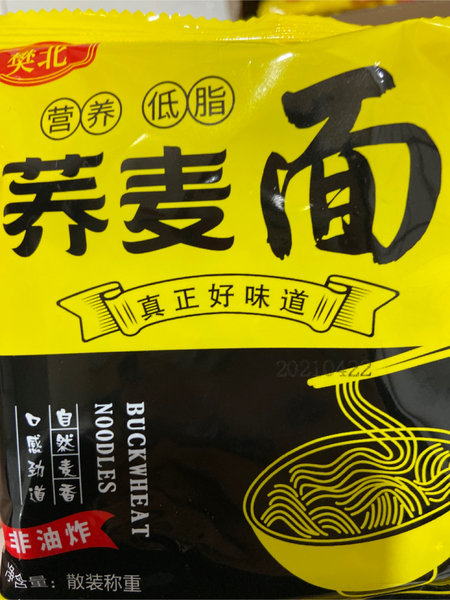 樊北
营养 低脂
荞麦面
真正好味道
20210422
BUCKWHEAT
NOODLES
自然麦香
口感劲道
非油炸
净含量：散装称重